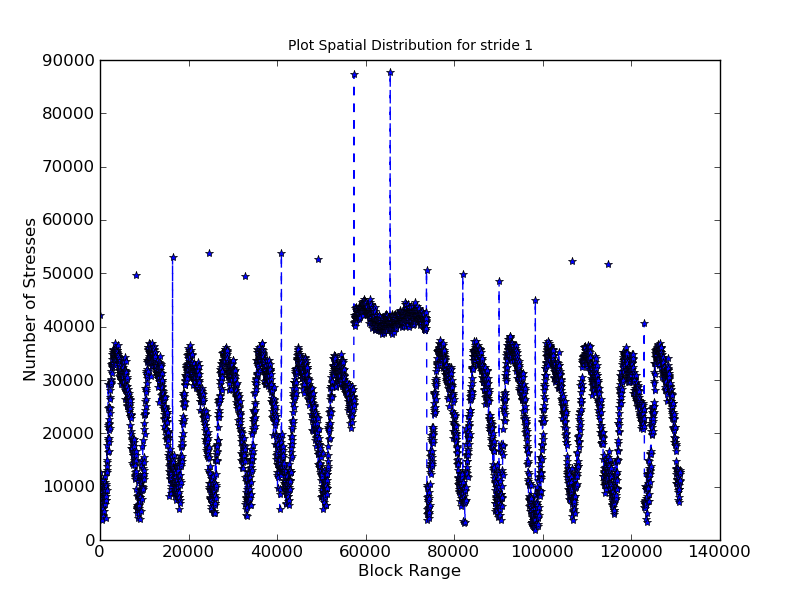 Plot Spatial Distribution for stride 1
90000
80000
70000
60000
50000
40000
30000
20000
10000
0
Number of Stresses
0 20000 40000 60000 80000 100000 120000 140000
Block Range